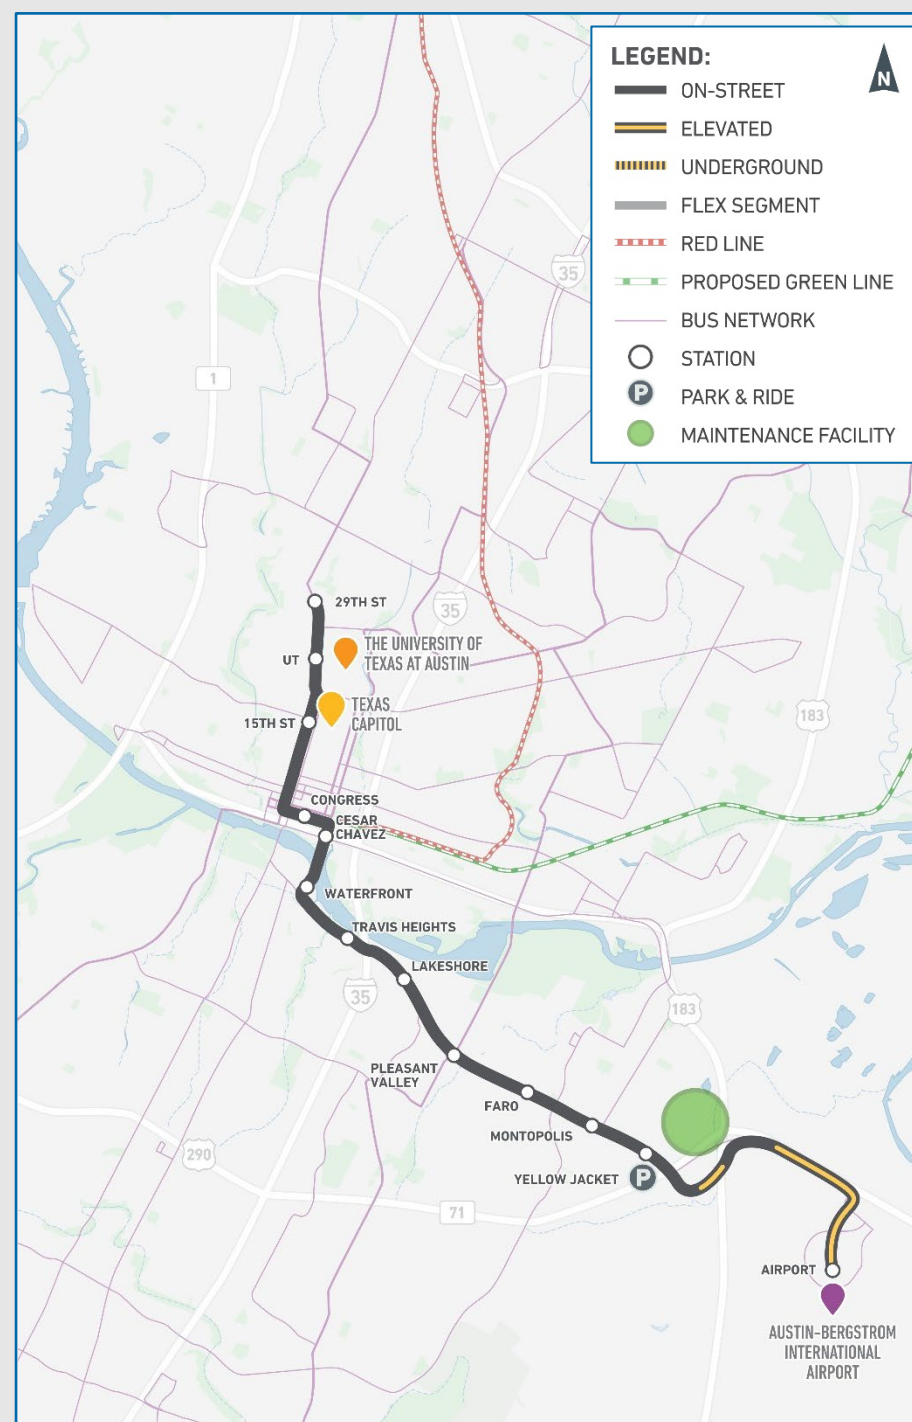 LEGEND:
N
ON-STREET
ELEVATED
UNDERGROUND
FLEX SEGMENT
RED LINE
PROPOSED GREEN LINE
BUS NETWORK
STATION
P
PARK & RIDE
MAINTENANCE FACILITY
35
1
29TH ST
35
UT
THE UNIVERSITY OF
TEXAS AT AUSTIN
15TH ST
TEXAS
CAPITOL
183
CONGRESS
CESAR
CHAVEZ
WATERFRONT
TRAVIS HEIGHTS
LAKESHORE
35
183
PLEASANT
VALLEY
FARO
MONTOPOLIS
290
YELLOW JACKET
P
71
AIRPORT
AUSTIN-BERGSTROM
INTERNATIONAL
AIRPORT